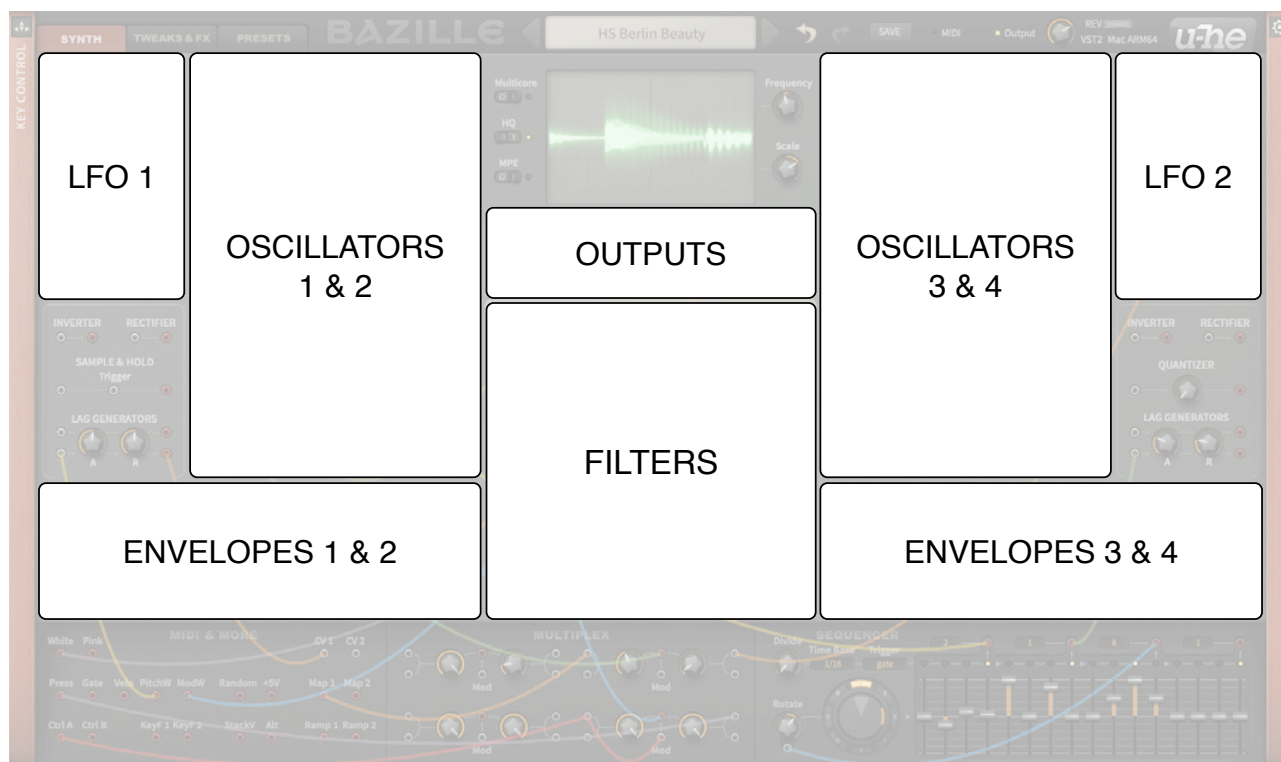 KEY CONTROL
SYNTH TWEAKS & FX PRESETS BAZILLE HS Berlin Beauty SAVE MIDI Output REV
VST2 Mac ARM64 u-he
Multicore
HQ
MPE
Frequency
Scale
LFO 1
OSCILLATORS
1 & 2
OUTPUTS
OSCILLATORS
3 & 4
LFO 2
INVERTER RECTIFIER
SAMPLE & HOLD
Trigger
LAG GENERATORS
A R
FILTERS
INVERTER RECTIFIER
QUANTIZER
LAG GENERATORS
A R
ENVELOPES 1 & 2
ENVELOPES 3 & 4
MIDI & MORE
White Pink CV 1 CV 2
Press Gate Velo PitchW ModW Random +5V Map 1 Map 2
Ctrl A Ctrl B KeyF 1 KeyF 2 StackV Alt Ramp 1 Ramp 2
MULTIPLEX
Mod Mod
Mod Mod
SEQUENCER
Divide Time Base Trigger
1/16 gate
Rotate